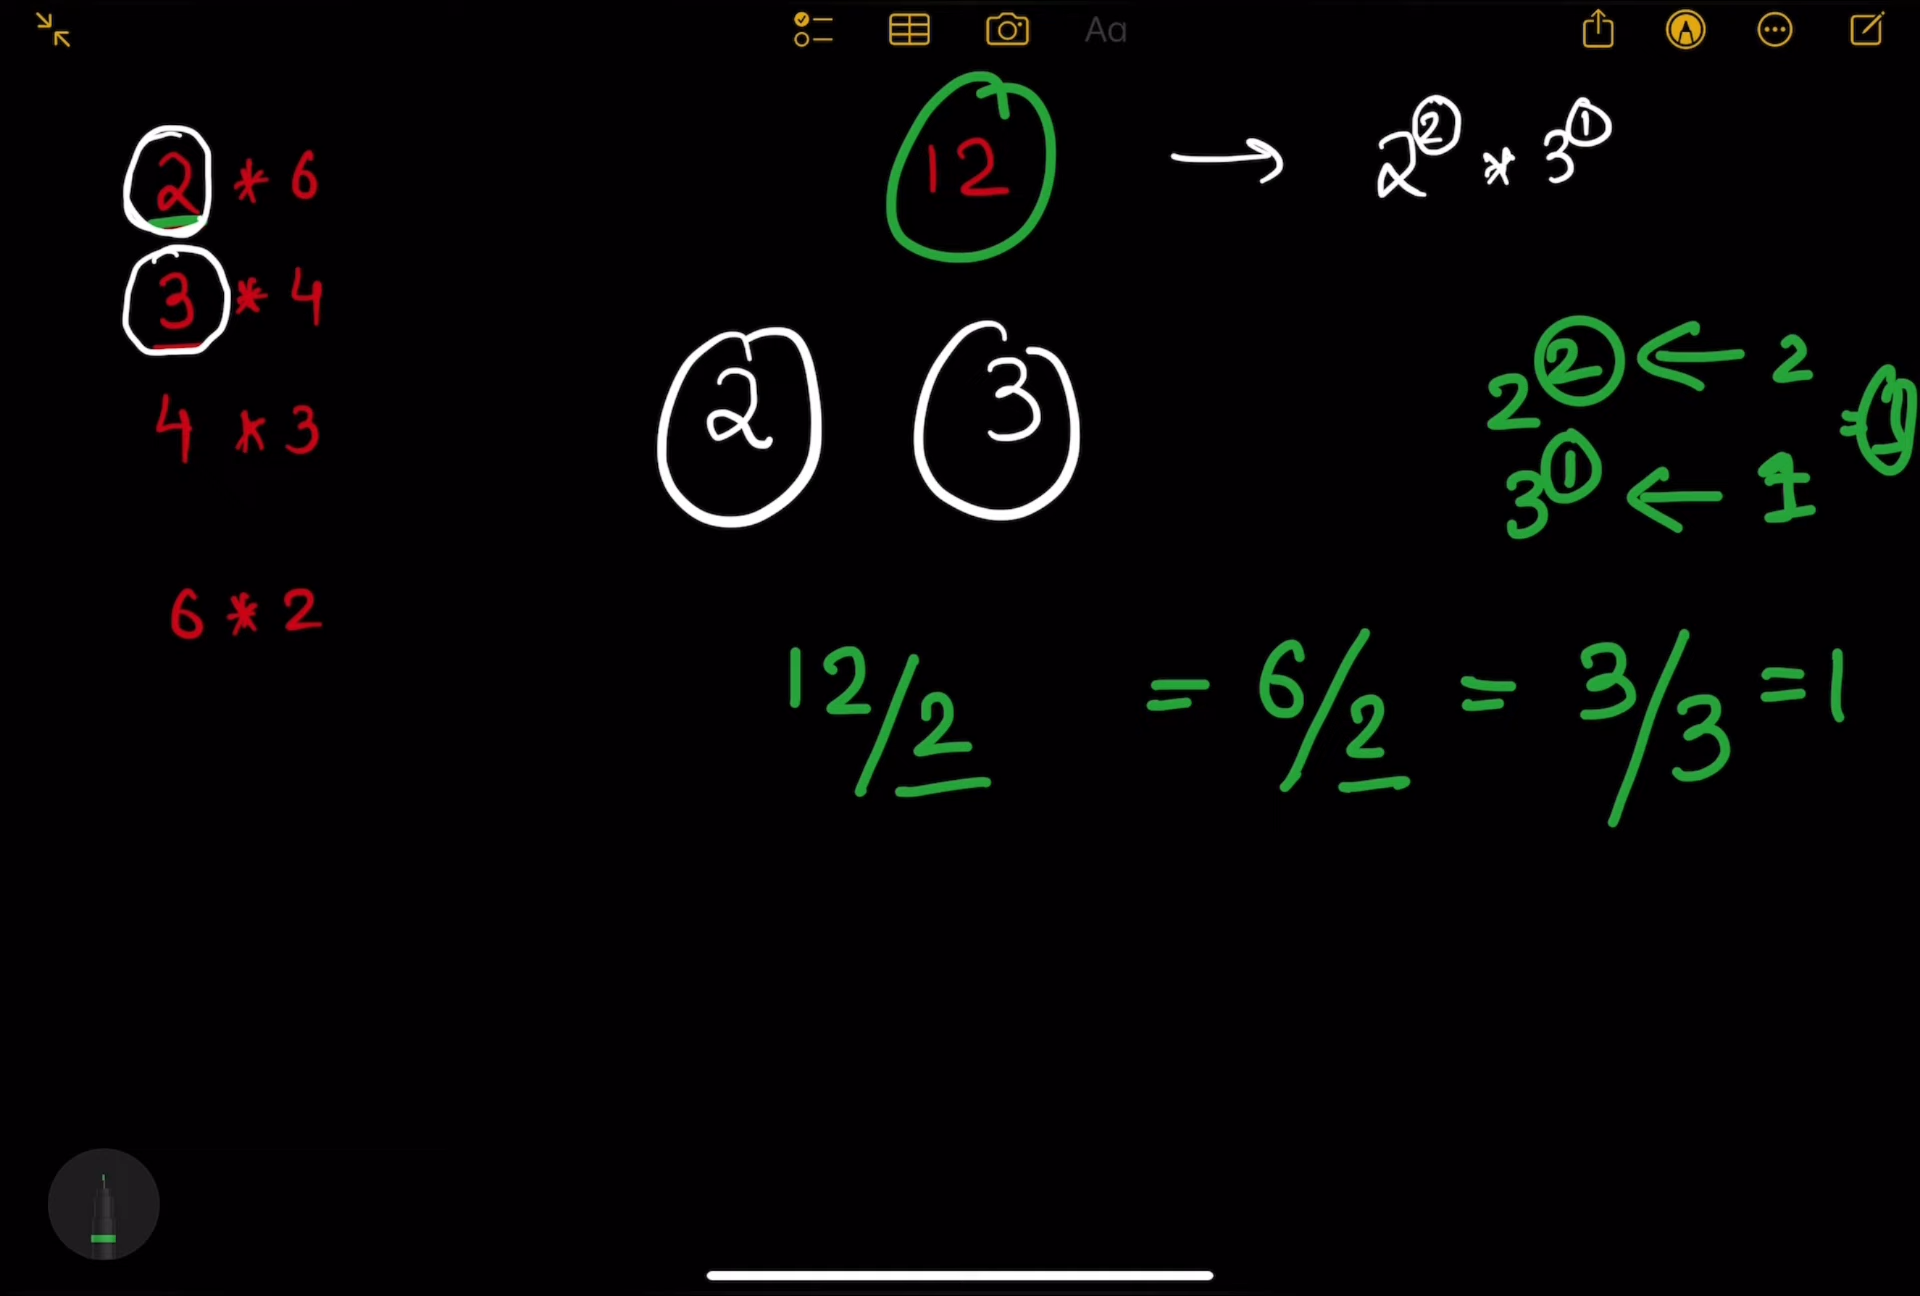 Aa
12 → 2² * 3¹
2 * 6
3 * 4
4 * 3
6 * 2
2 3
2² ← 2
3¹ ← 1
12/2 = 6/2 = 3/3 = 1